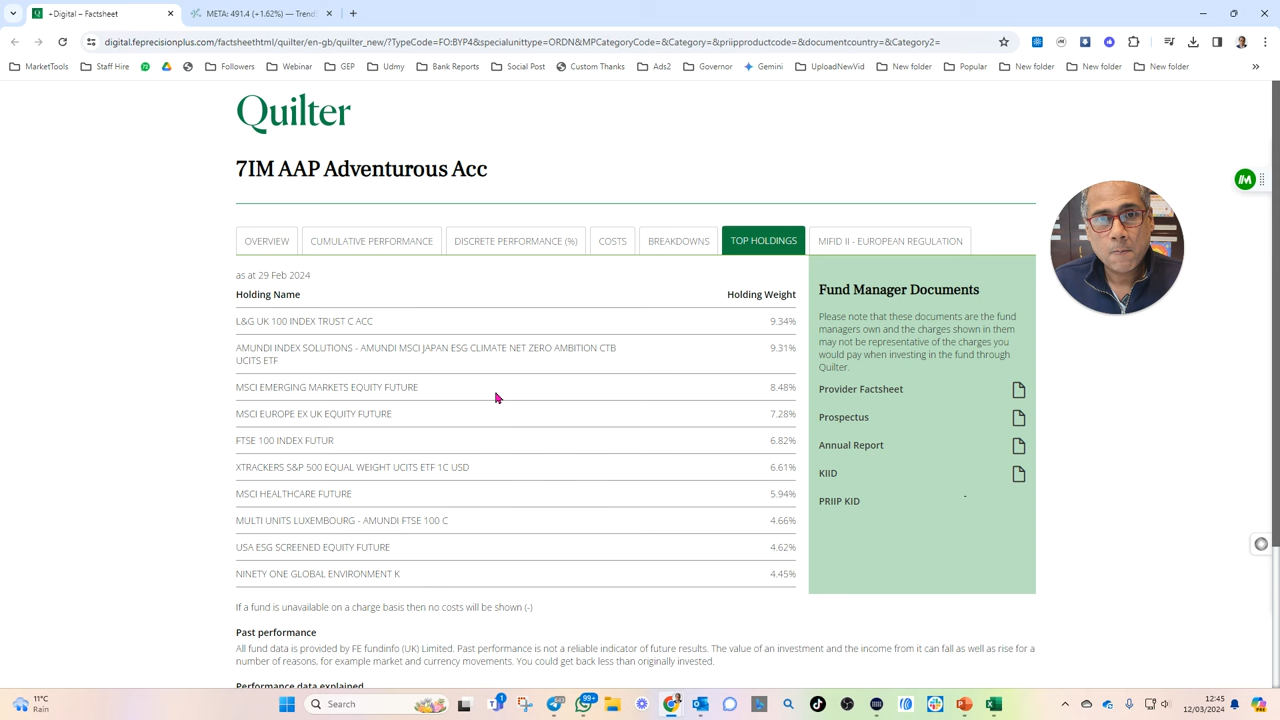 +Digital – Factsheet
META: 491.4 (+1.62%) – Trend:
digital.feprecisionplus.com/factsheethtml/quilter/en-gb/quilter_new/?TypeCode=FO:BYP4&specialunittype=ORDN&MPCategoryCode=&Category=&priipproductcode=&documentcountry=&Category2=
MarketTools
Staff Hire
Followers
Webinar
GEP
Udmy
Bank Reports
Social Post
Custom Thanks
Ads2
Governor
Gemini
UploadNewVid
New folder
Popular
New folder
New folder
New folder
Quilter
7IM AAP Adventurous Acc
OVERVIEW
CUMULATIVE PERFORMANCE
DISCRETE PERFORMANCE (%)
COSTS
BREAKDOWNS
TOP HOLDINGS
MIFID II - EUROPEAN REGULATION
as at 29 Feb 2024
Holding Name Holding Weight
L&G UK 100 INDEX TRUST C ACC 9.34%
AMUNDI INDEX SOLUTIONS - AMUNDI MSCI JAPAN ESG CLIMATE NET ZERO AMBITION CTB 9.31%
UCITS ETF
MSCI EMERGING MARKETS EQUITY FUTURE 8.48%
MSCI EUROPE EX UK EQUITY FUTURE 7.28%
FTSE 100 INDEX FUTUR 6.82%
XTRACKERS S&P 500 EQUAL WEIGHT UCITS ETF 1C USD 6.61%
MSCI HEALTHCARE FUTURE 5.94%
MULTI UNITS LUXEMBOURG - AMUNDI FTSE 100 C 4.66%
USA ESG SCREENED EQUITY FUTURE 4.62%
NINETY ONE GLOBAL ENVIRONMENT K 4.45%
Fund Manager Documents
Please note that these documents are the fund
managers own and the charges shown in them
may not be representative of the charges you
would pay when investing in the fund through
Quilter.
Provider Factsheet
Prospectus
Annual Report
KIID
PRIIP KID -
If a fund is unavailable on a charge basis then no costs will be shown (-)
Past performance
All fund data is provided by FE fundinfo (UK) Limited. Past performance is not a reliable indicator of future results. The value of an investment and the income from it can fall as well as rise for a
number of reasons, for example market and currency movements. You could get back less than originally invested.
Performance data explained
11°C
Rain
Search
99+
12:45
12/03/2024